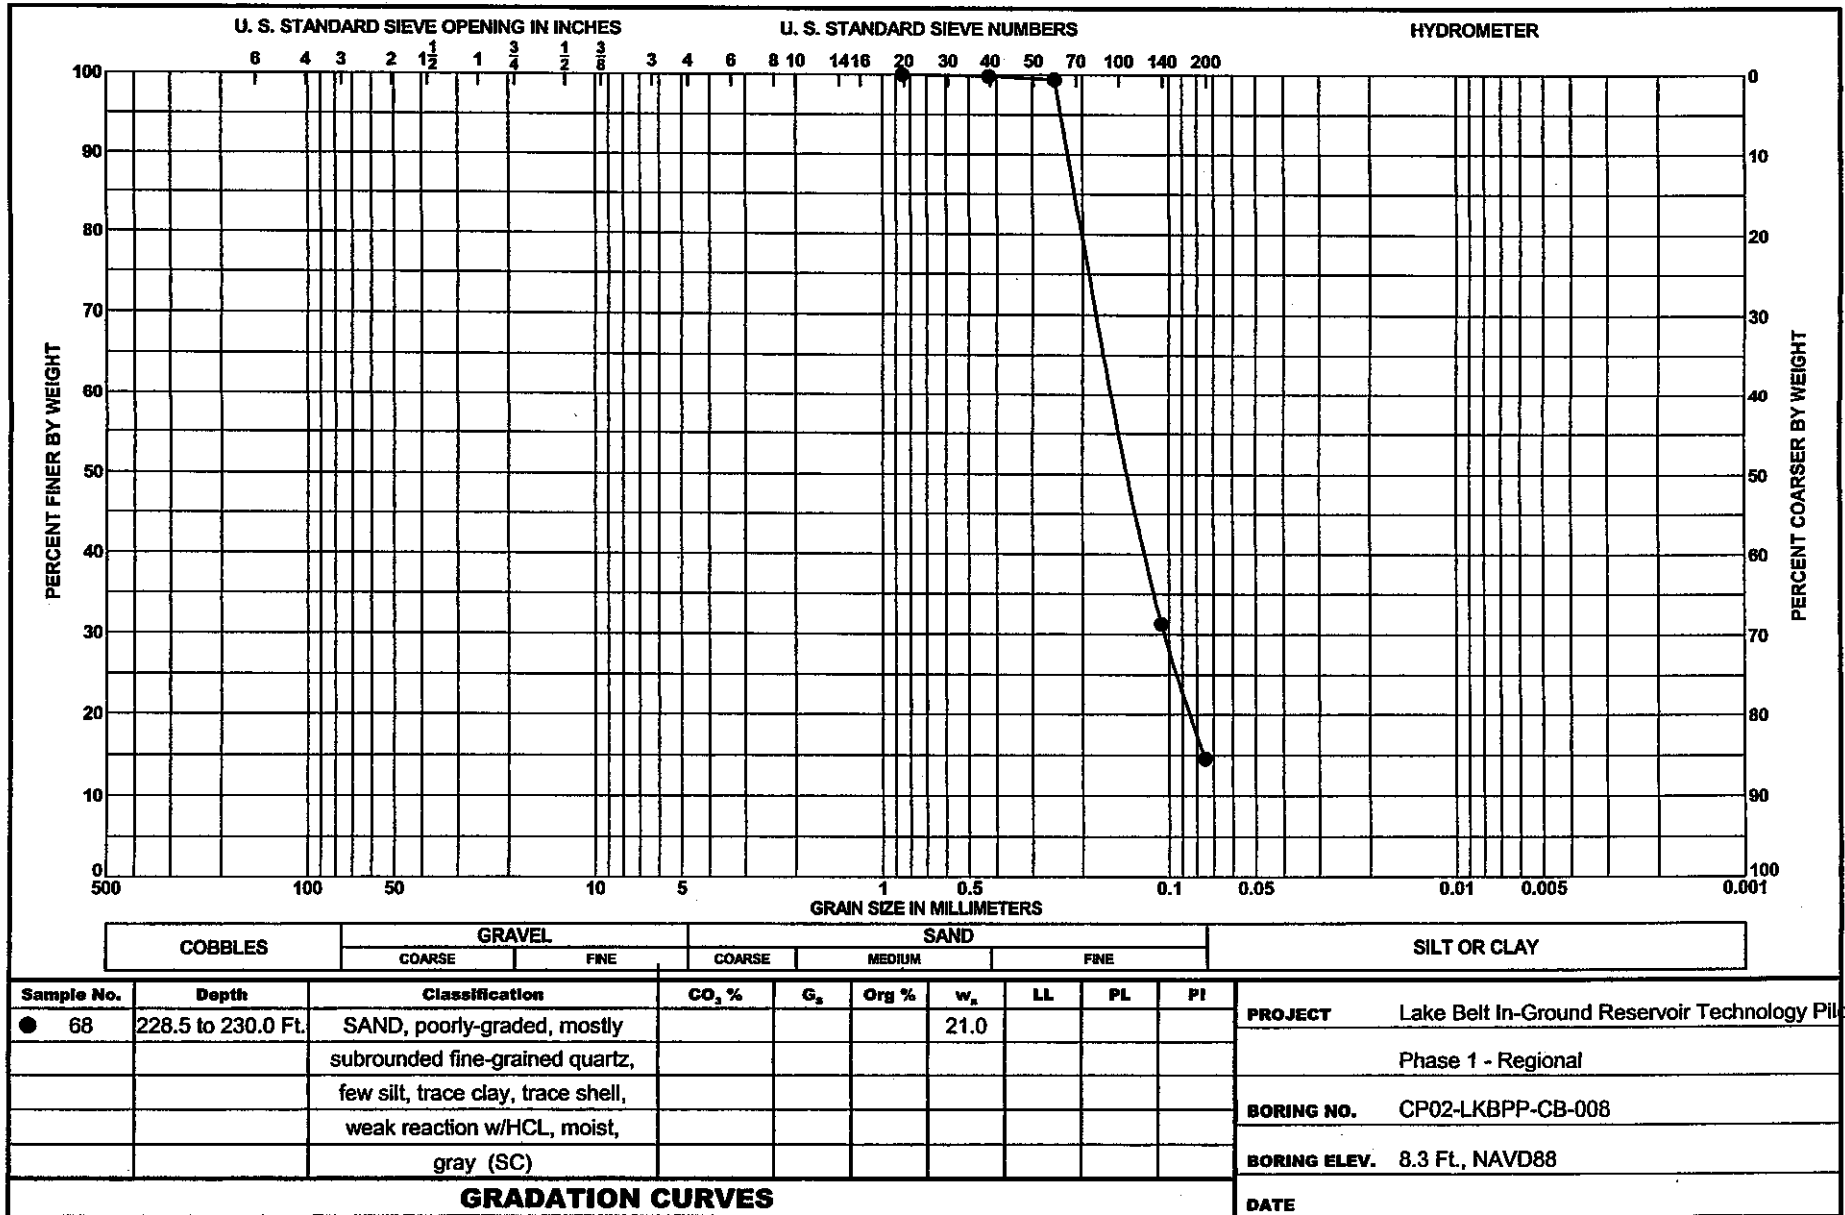 U. S. STANDARD SIEVE OPENING IN INCHES U. S. STANDARD SIEVE NUMBERS HYDROMETER
6 4 3 2 1 1/2 1 3/4 1/2 3/8 3 4 6 8 10 14 16 20 30 40 50 70 100 140 200
100 0
90 10
80 20
70 30
60 40
50 50
40 60
30 70
20 80
10 90
0 100
PERCENT FINER BY WEIGHT
PERCENT COARSER BY WEIGHT
500 100 50 10 5 1 0.5 0.1 0.05 0.01 0.005 0.001
GRAIN SIZE IN MILLIMETERS
COBBLES GRAVEL SAND SILT OR CLAY
COARSE FINE COARSE MEDIUM FINE
Sample No. Depth Classification CO₃ % Gₛ Org % wₙ LL PL PI
68 228.5 to 230.0 Ft. SAND, poorly-graded, mostly 21.0
subrounded fine-grained quartz,
few silt, trace clay, trace shell,
weak reaction w/HCL, moist,
gray (SC)
PROJECT Lake Belt In-Ground Reservoir Technology Pil
Phase 1 - Regional
BORING NO. CP02-LKBPP-CB-008
BORING ELEV. 8.3 Ft., NAVD88
GRADATION CURVES
DATE